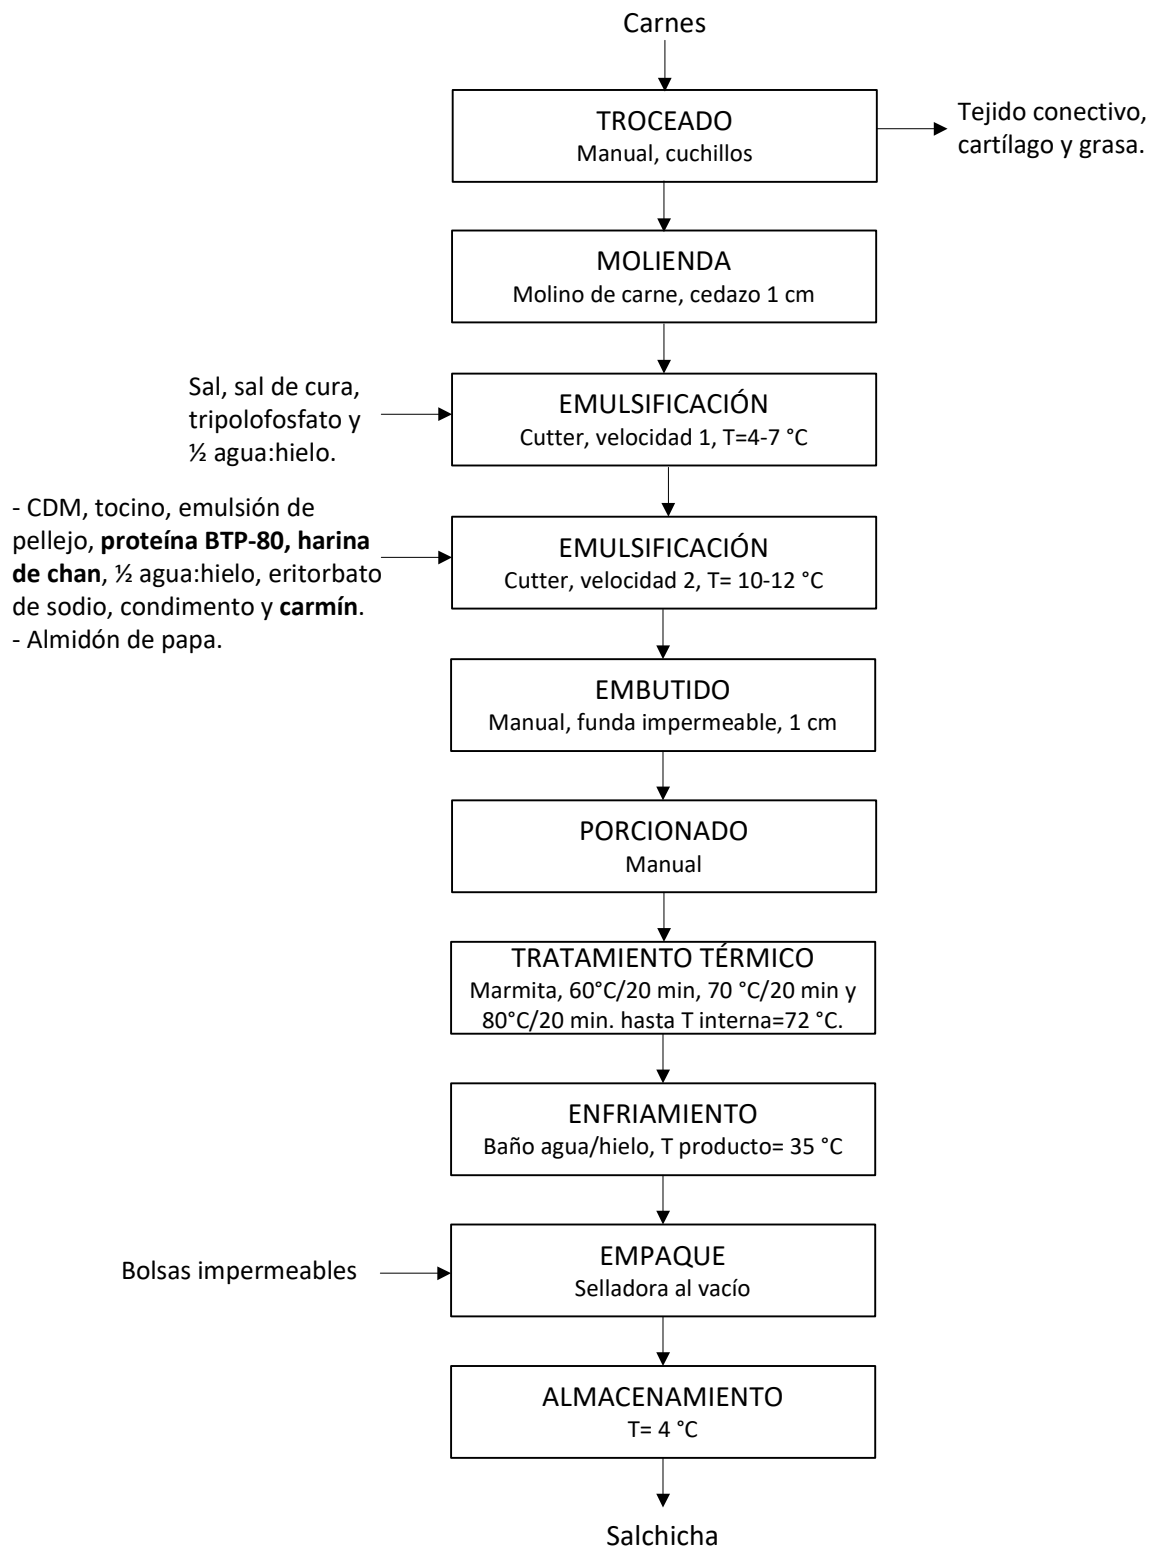 Carnes
TROCEADO
Manual, cuchillos
Tejido conectivo,
cartílago y grasa.
MOLIENDA
Molino de carne, cedazo 1 cm
Sal, sal de cura,
tripolofosfato y
½ agua:hielo.
EMULSIFICACIÓN
Cutter, velocidad 1, T=4-7 °C
- CDM, tocino, emulsión de
pellejo, proteína BTP-80, harina
de chan, ½ agua:hielo, eritorbato
de sodio, condimento y carmín.
- Almidón de papa.
EMULSIFICACIÓN
Cutter, velocidad 2, T= 10-12 °C
EMBUTIDO
Manual, funda impermeable, 1 cm
PORCIONADO
Manual
TRATAMIENTO TÉRMICO
Marmita, 60°C/20 min, 70 °C/20 min y
80°C/20 min. hasta T interna=72 °C.
ENFRIAMIENTO
Baño agua/hielo, T producto= 35 °C
Bolsas impermeables
EMPAQUE
Selladora al vacío
ALMACENAMIENTO
T= 4 °C
Salchicha